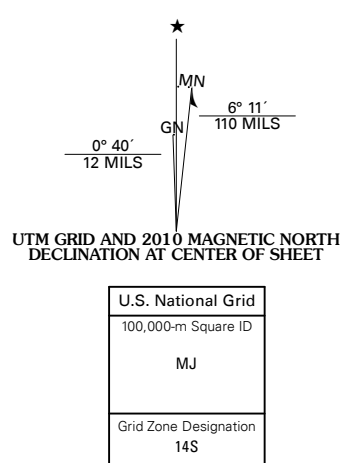 ★
MN
6° 11´
110 MILS
GN
0° 40´
12 MILS
UTM GRID AND 2010 MAGNETIC NORTH
DECLINATION AT CENTER OF SHEET
U.S. National Grid
100,000-m Square ID
MJ
Grid Zone Designation
14S